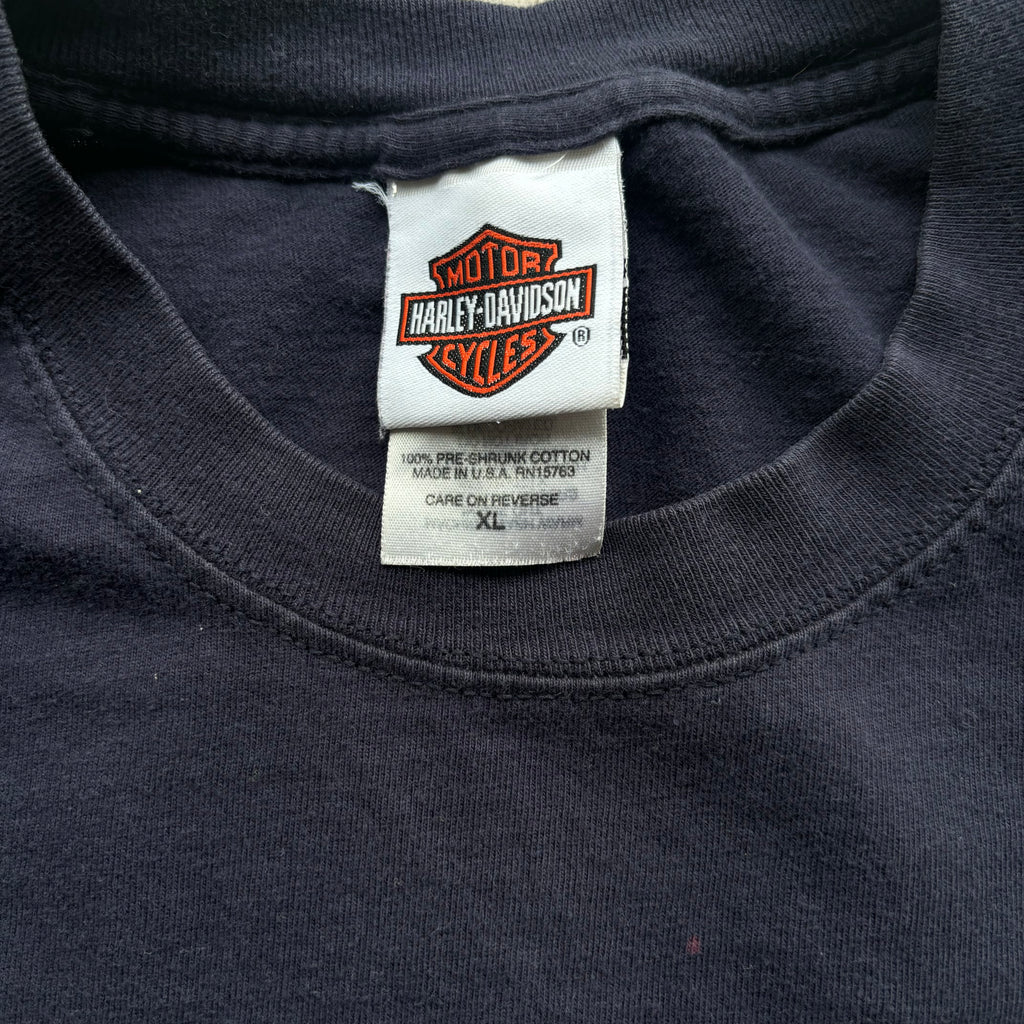 MOTOR
HARLEY-DAVIDSON
CYCLES
®
100% PRE-SHRUNK COTTON
MADE IN U.S.A. RN15763
CARE ON REVERSE
XL